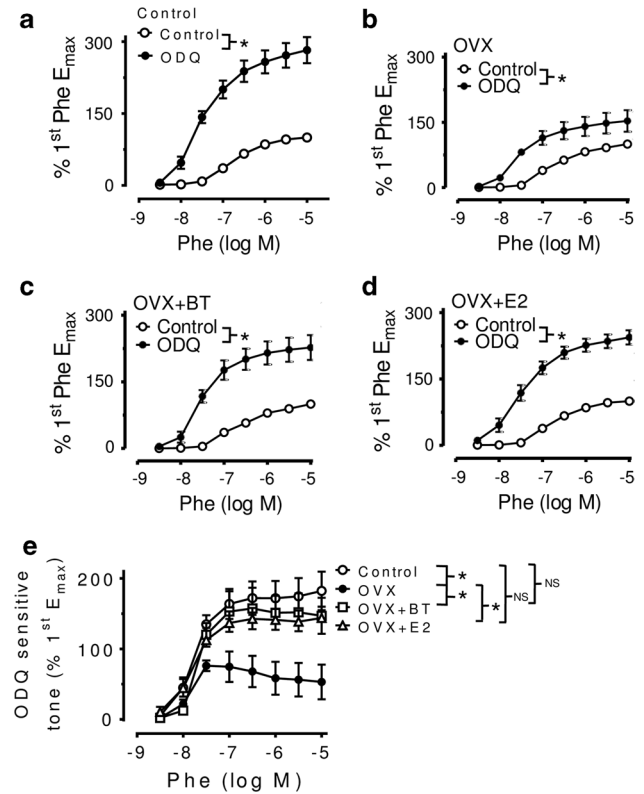 a
Control
Control
ODQ
*
% 1st Phe Emax
300
150
0
-9 -8 -7 -6 -5
Phe (log M)
b
OVX
Control
ODQ
*
% 1st Phe Emax
300
150
0
-9 -8 -7 -6 -5
Phe (log M)
c
OVX+BT
Control
ODQ
*
% 1st Phe Emax
300
150
0
-9 -8 -7 -6 -5
Phe (log M)
d
OVX+E2
Control
ODQ
*
% 1st Phe Emax
300
150
0
-9 -8 -7 -6 -5
Phe (log M)
e
ODQ sensitive
tone (% 1st Emax)
200
100
0
-9 -8 -7 -6 -5
Phe (log M)
Control
OVX
OVX+BT
OVX+E2
*
*
*
NS
NS